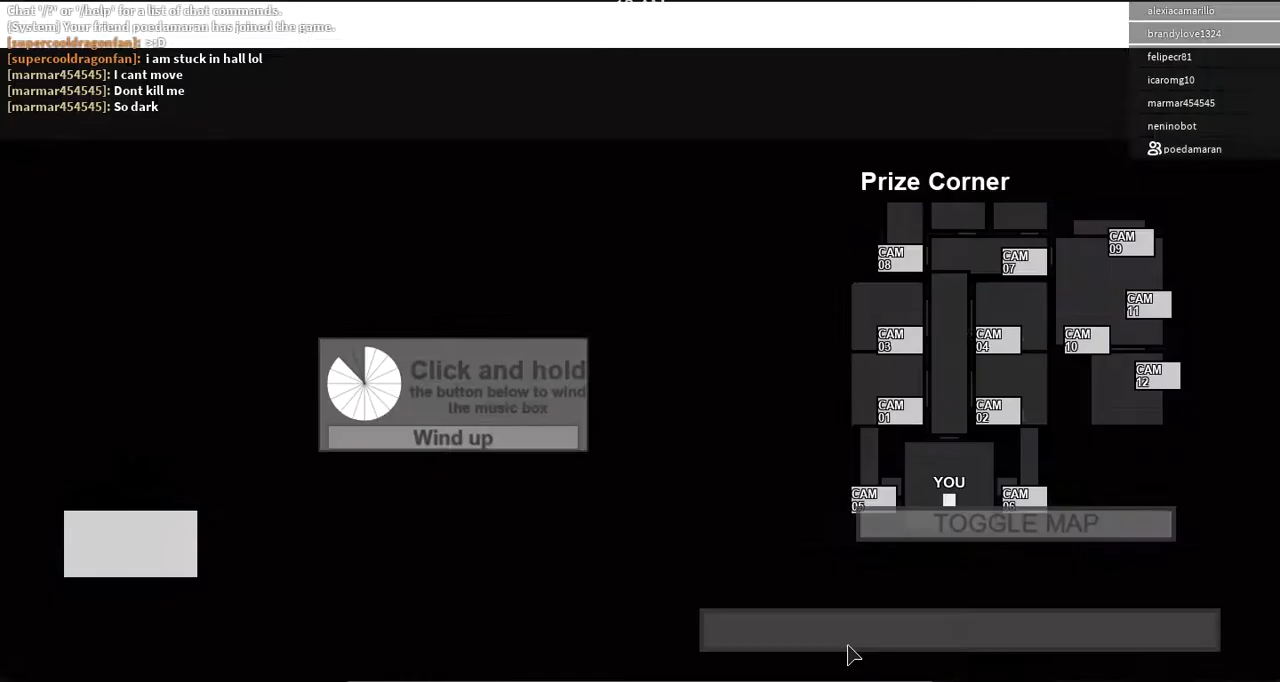 Chat '/?' or '/help' for a list of chat commands.
[System] Your friend poedamaran has joined the game.
[supercooldragonfan]: >:D
[supercooldragonfan]: i am stuck in hall lol
[marmar454545]: I cant move
[marmar454545]: Dont kill me
[marmar454545]: So dark
alexiacamarillo
brandylove1324
felipecr81
icaromg10
marmar454545
neninobot
poedamaran
Prize Corner
CAM
08
CAM
07
CAM
09
CAM
11
CAM
03
CAM
04
CAM
10
CAM
12
CAM
01
CAM
02
YOU
CAM
05
CAM
06
TOGGLE MAP
Click and hold
the button below to wind
the music box
Wind up